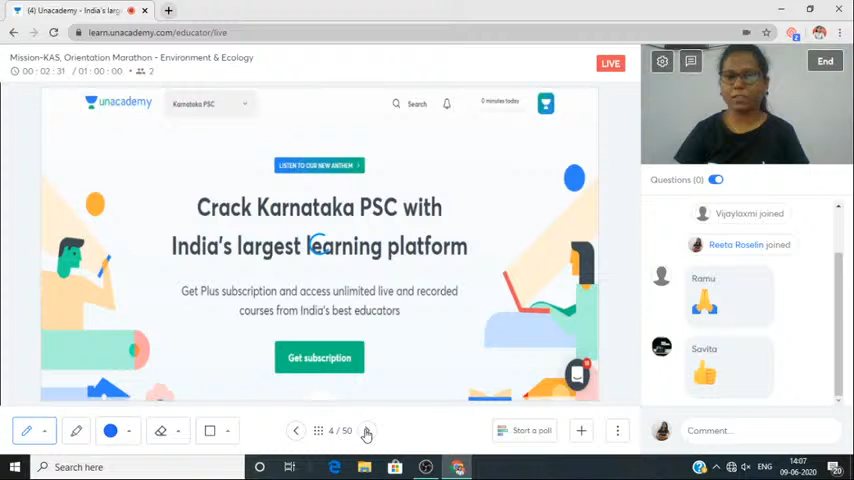 (4) Unacademy - India's larg
learn.unacademy.com/educator/live
Mission-KAS, Orientation Marathon - Environment & Ecology
00 : 02 : 31 / 01 : 00 : 00 • 2
LIVE
End
unacademy
Karnataka PSC
Search
0 minutes today
LISTEN TO OUR NEW ANTHEM
Crack Karnataka PSC with
India's largest learning platform
Get Plus subscription and access unlimited live and recorded
courses from India's best educators
Get subscription
Questions (0)
Vijaylaxmi joined
Reeta Roselin joined
Ramu
Savita
4 / 50
Start a poll
Comment...
Search here
ENG
14:07
09-06-2020
20